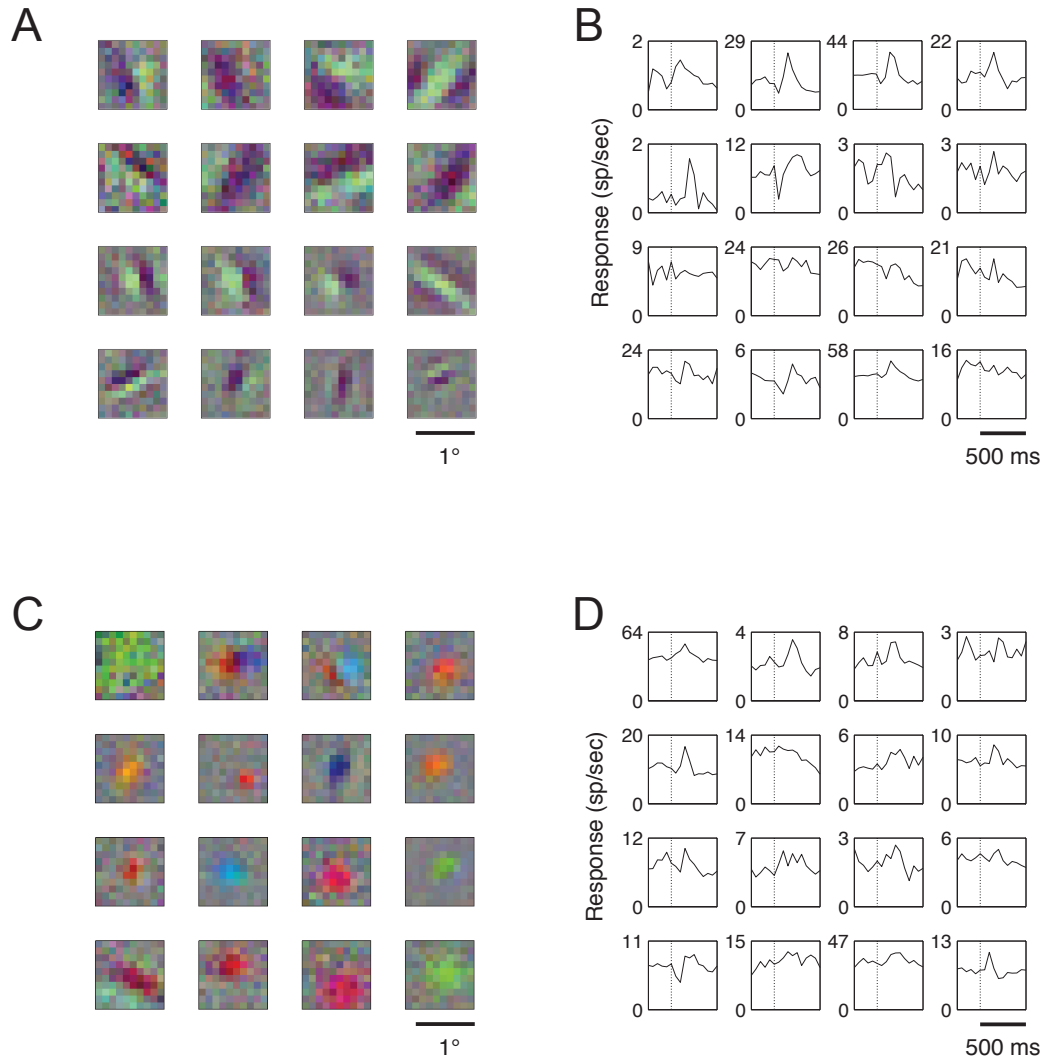 A
B
2 29 44 22
0 0 0 0
2 12 3 3
0 0 0 0
9 24 26 21
0 0 0 0
24 6 58 16
0 0 0 0
Response (sp/sec)
1°
500 ms
C
D
64 4 8 3
0 0 0 0
20 14 6 10
0 0 0 0
12 7 3 6
0 0 0 0
11 15 47 13
0 0 0 0
Response (sp/sec)
1°
500 ms